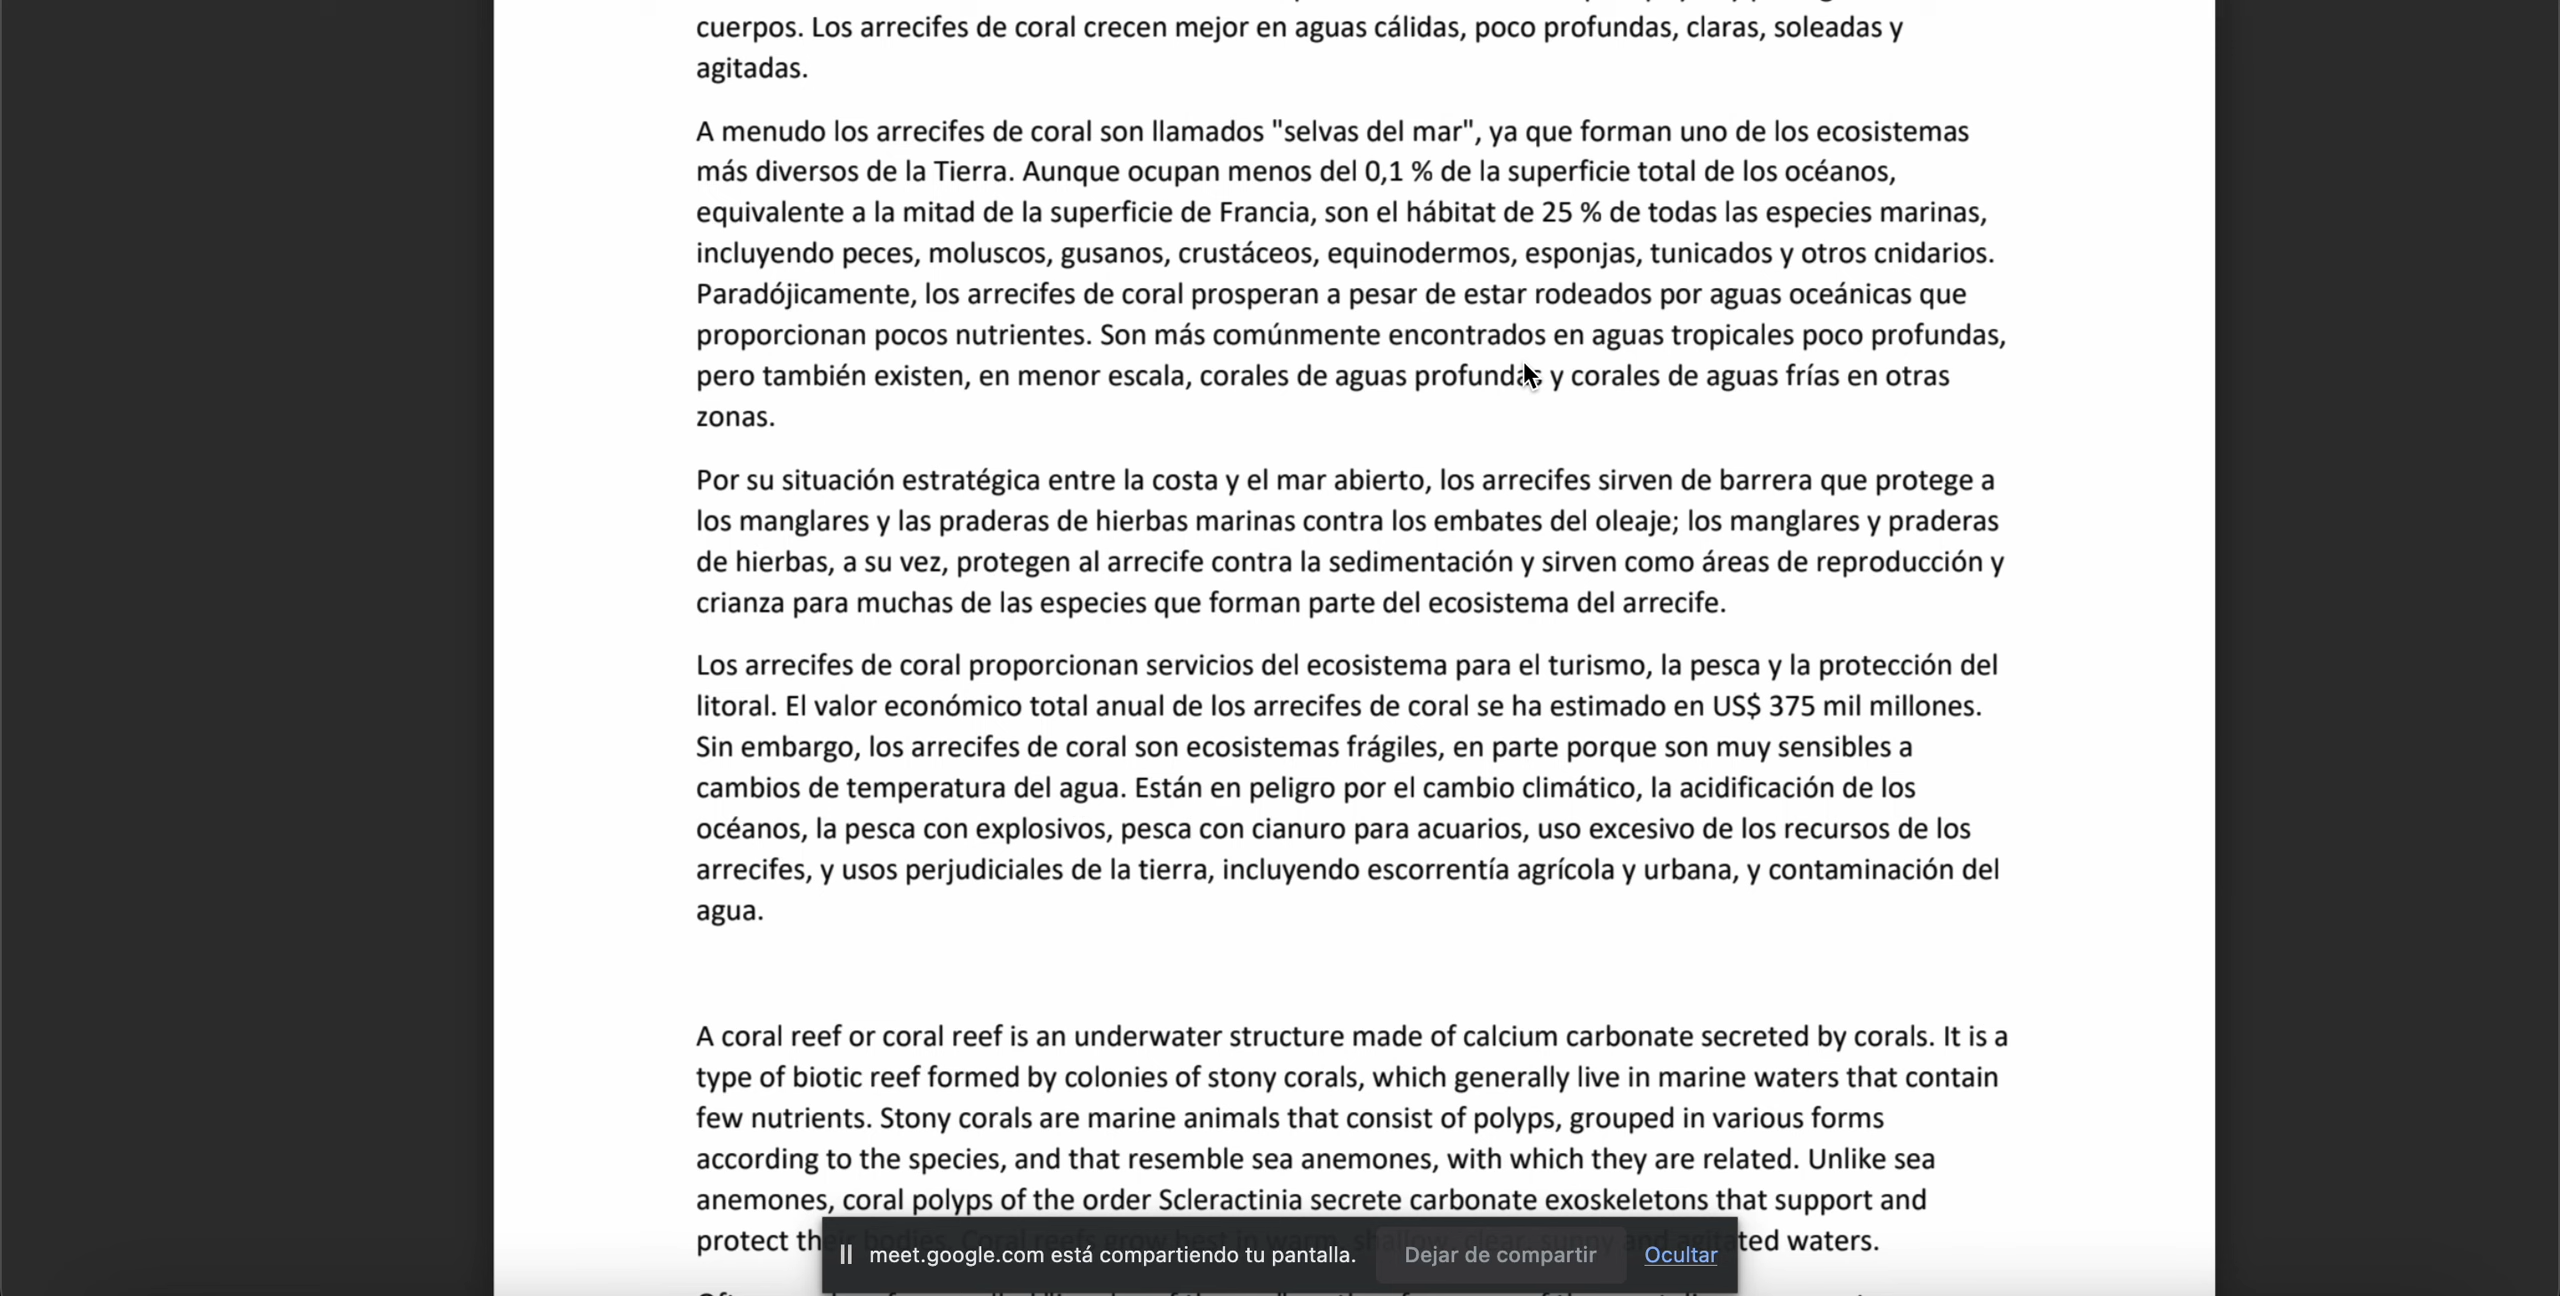 cuerpos. Los arrecifes de coral crecen mejor en aguas cálidas, poco profundas, claras, soleadas y
agitadas.
A menudo los arrecifes de coral son llamados "selvas del mar", ya que forman uno de los ecosistemas
más diversos de la Tierra. Aunque ocupan menos del 0,1 % de la superficie total de los océanos,
equivalente a la mitad de la superficie de Francia, son el hábitat de 25 % de todas las especies marinas,
incluyendo peces, moluscos, gusanos, crustáceos, equinodermos, esponjas, tunicados y otros cnidarios.
Paradójicamente, los arrecifes de coral prosperan a pesar de estar rodeados por aguas oceánicas que
proporcionan pocos nutrientes. Son más comúnmente encontrados en aguas tropicales poco profundas,
pero también existen, en menor escala, corales de aguas profundas y corales de aguas frías en otras
zonas.
Por su situación estratégica entre la costa y el mar abierto, los arrecifes sirven de barrera que protege a
los manglares y las praderas de hierbas marinas contra los embates del oleaje; los manglares y praderas
de hierbas, a su vez, protegen al arrecife contra la sedimentación y sirven como áreas de reproducción y
crianza para muchas de las especies que forman parte del ecosistema del arrecife.
Los arrecifes de coral proporcionan servicios del ecosistema para el turismo, la pesca y la protección del
litoral. El valor económico total anual de los arrecifes de coral se ha estimado en US$ 375 mil millones.
Sin embargo, los arrecifes de coral son ecosistemas frágiles, en parte porque son muy sensibles a
cambios de temperatura del agua. Están en peligro por el cambio climático, la acidificación de los
océanos, la pesca con explosivos, pesca con cianuro para acuarios, uso excesivo de los recursos de los
arrecifes, y usos perjudiciales de la tierra, incluyendo escorrentía agrícola y urbana, y contaminación del
agua.
A coral reef or coral reef is an underwater structure made of calcium carbonate secreted by corals. It is a
type of biotic reef formed by colonies of stony corals, which generally live in marine waters that contain
few nutrients. Stony corals are marine animals that consist of polyps, grouped in various forms
according to the species, and that resemble sea anemones, with which they are related. Unlike sea
anemones, coral polyps of the order Scleractinia secrete carbonate exoskeletons that support and
protect their bodies. Coral reefs grow best in warm, shallow, clear, sunny and agitated waters.
meet.google.com está compartiendo tu pantalla. Dejar de compartir Ocultar